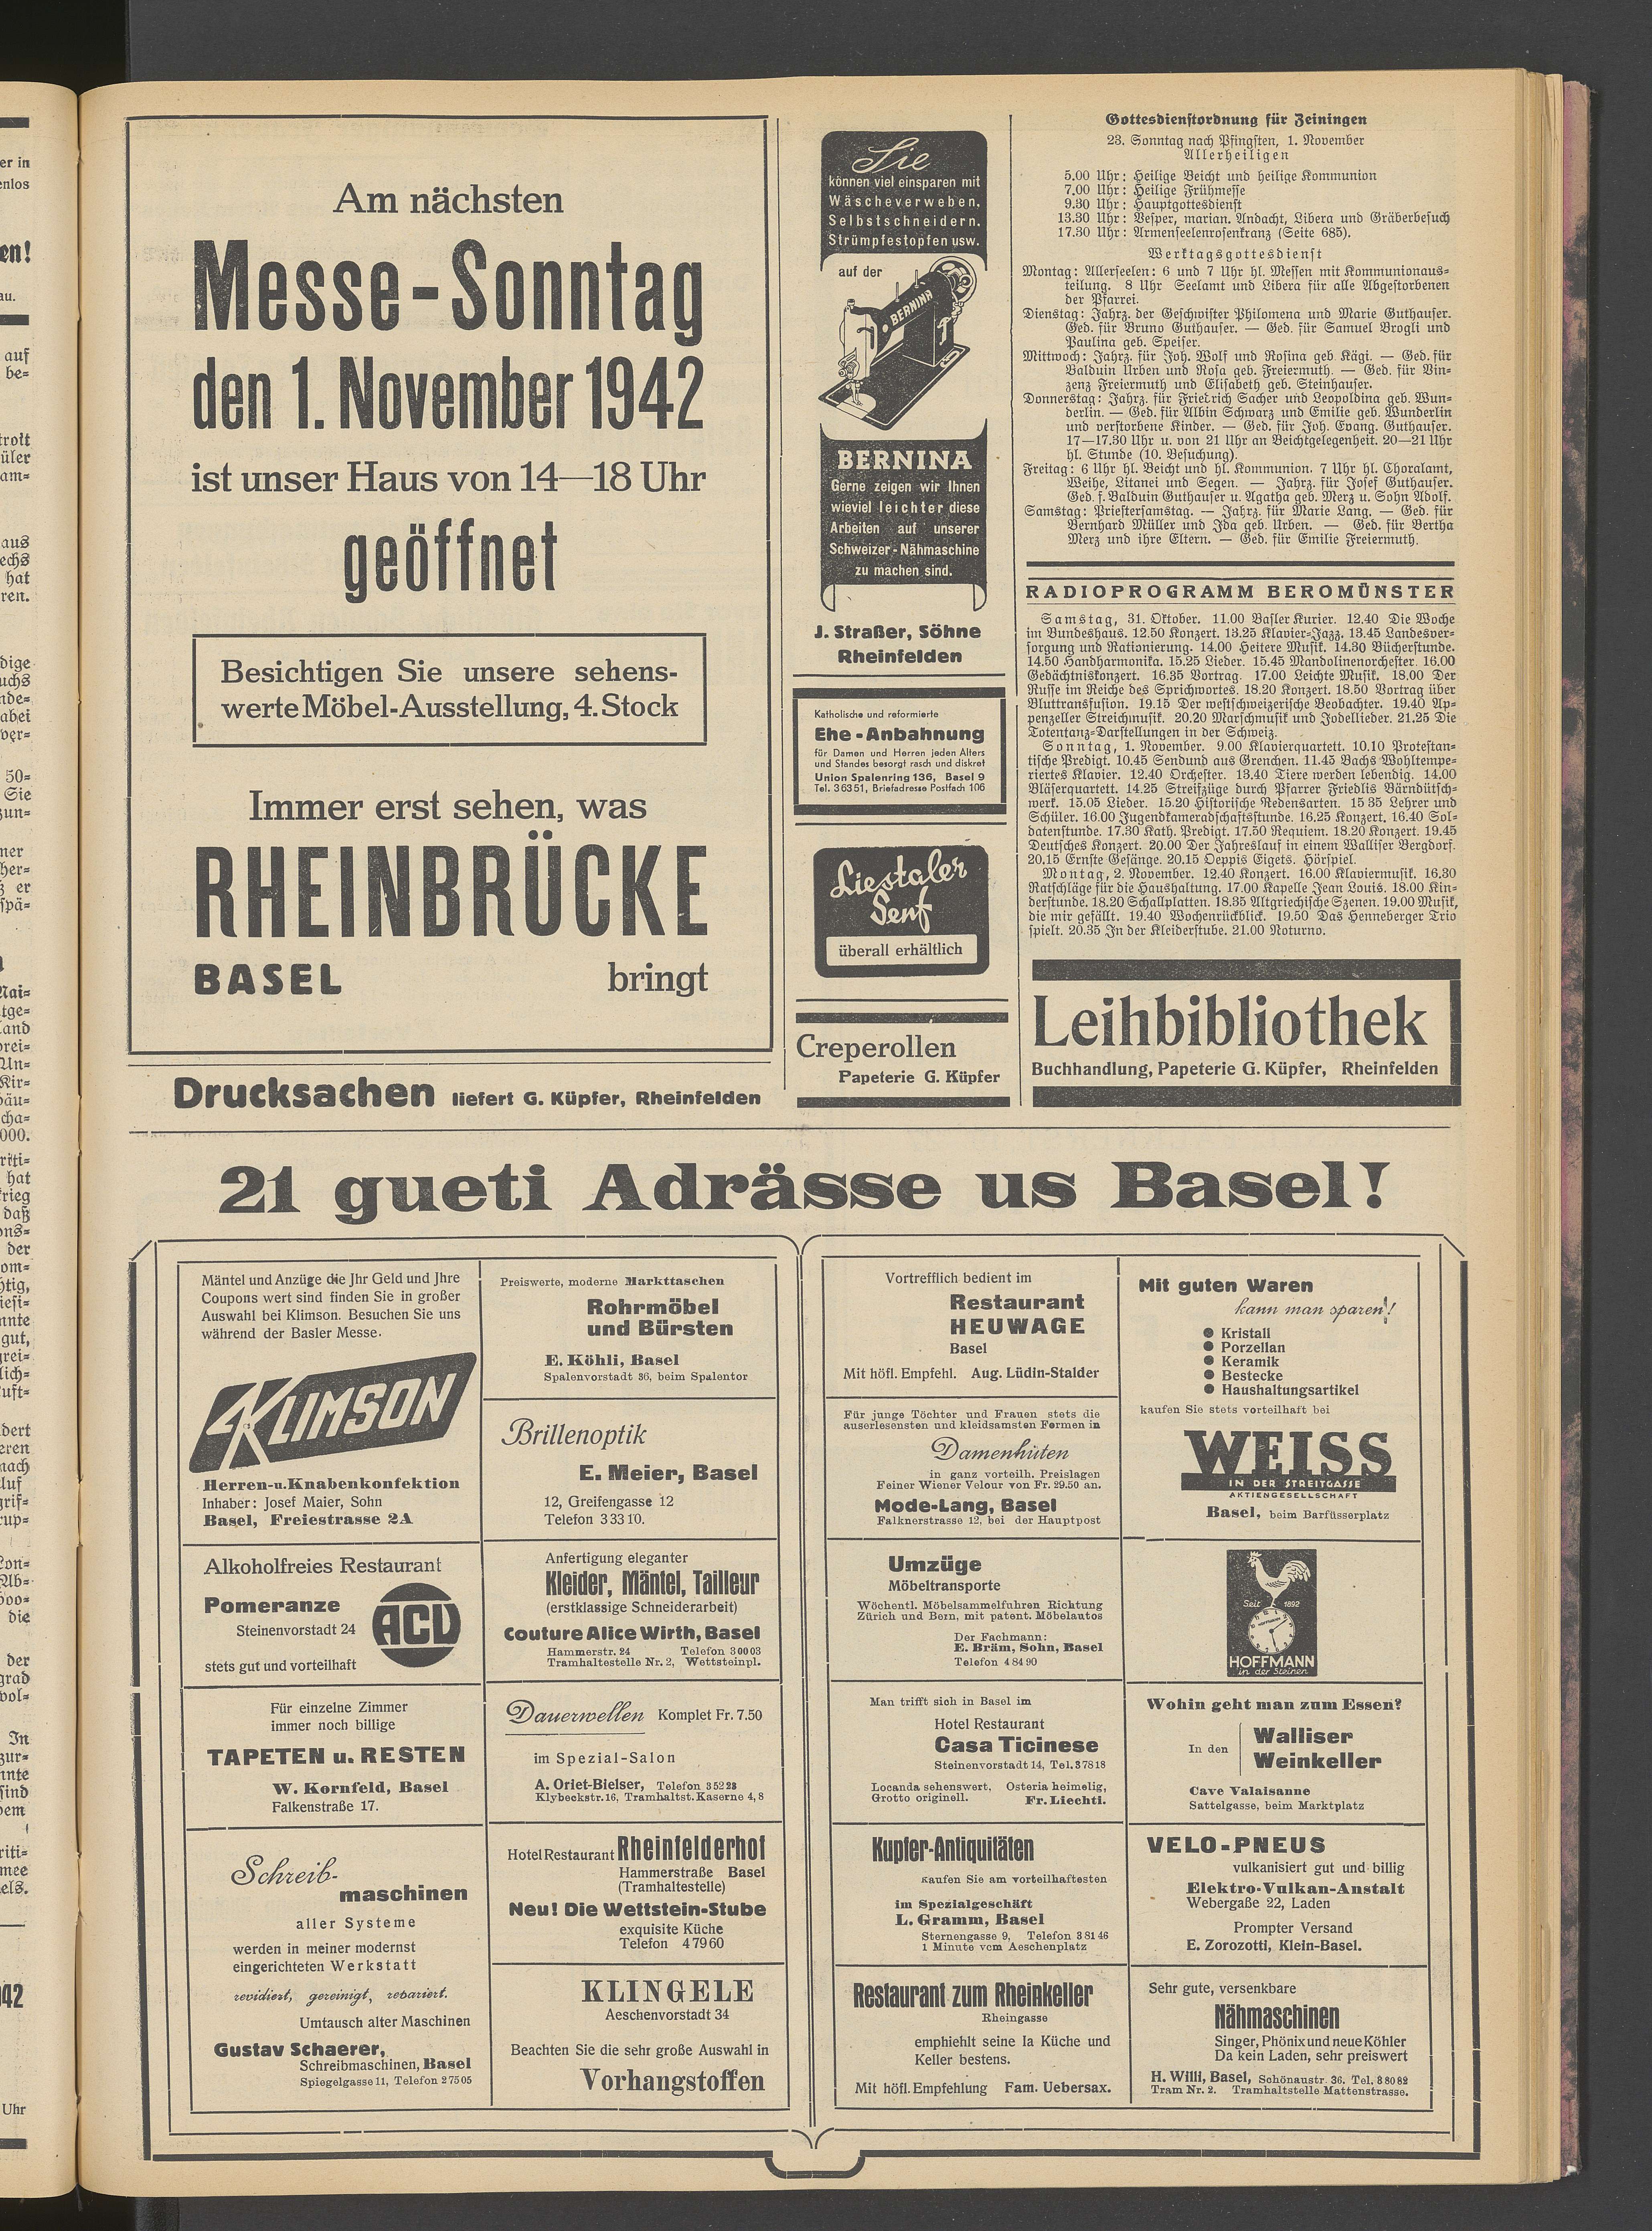 Am nächsten
Messe-Sonntag
den 1. November 1942
ist unser Haus von 14—18 Uhr
geöffnet
Besichtigen Sie unsere sehens-
werte Möbel-Ausstellung, 4. Stock
Immer erst sehen, was
RHEINBRÜCKE
BASEL bringt
Drucksachen liefert G. Küpfer, Rheinfelden
Sie
können viel einsparen mit
Wäscheverweben,
Selbstschneidern,
Strümpfestopfen usw.
auf der
BERNINA
BERNINA
Gerne zeigen wir Ihnen
wieviel leichter diese
Arbeiten auf unserer
Schweizer-Nähmaschine
zu machen sind.
J. Straßer, Söhne
Rheinfelden
Katholische und reformierte
Ehe-Anbahnung
für Damen und Herren jeden Alters
und Standes besorgt rasch und diskret
Union Spalenring 136, Basel 9
Tel. 3 63 51, Briefadresse Postfach 106
Liestaler
Senf
überall erhältlich
Creperollen
Papeterie G. Küpfer
Gottesdienstordnung für Zeiningen
23. Sonntag nach Pfingsten, 1. November
Allerheiligen
5.00 Uhr: Heilige Beicht und heilige Kommunion
7.00 Uhr: Heilige Frühmesse
9.30 Uhr: Hauptgottesdienst
13.30 Uhr: Vesper, marian. Andacht, Libera und Gräberbesuch
17.30 Uhr: Armenseelenrosenkranz (Seite 685).
Werktagsgottesdienst
Montag: Allerseelen: 6 und 7 Uhr hl. Messen mit Kommunionaus-
teilung. 8 Uhr Seelamt und Libera für alle Abgestorbenen
der Pfarrei.
Dienstag: Jahrz. der Geschwister Philomena und Marie Guthauser.
Ged. für Bruno Guthauser. — Ged. für Samuel Brogli und
Paulina geb. Speiser.
Mittwoch: Jahrz. für Joh. Wolf und Rosina geb Kägi. — Ged. für
Balduin Urben und Rosa geb. Freiermuth. — Ged. für Vin-
zenz Freiermuth und Elisabeth geb. Steinhauser.
Donnerstag: Jahrz. für Friedrich Sacher und Leopoldina geb. Wun-
derlin. — Ged. für Albin Schwarz und Emilie geb. Wunderlin
und verstorbene Kinder. — Ged. für Joh. Evang. Guthauser.
17—17.30 Uhr u. von 21 Uhr an Beichtgelegenheit. 20—21 Uhr
hl. Stunde (10. Besuchung).
Freitag: 6 Uhr hl. Beicht und hl. Kommunion. 7 Uhr hl. Choralamt,
Weihe, Litanei und Segen. — Jahrz. für Josef Guthauser.
Ged. f. Balduin Guthauser u. Agatha geb. Merz u. Sohn Adolf.
Samstag: Priestersamstag. — Jahrz. für Marie Lang. — Ged. für
Bernhard Müller und Ida geb. Urben. — Ged. für Bertha
Merz und ihre Eltern. — Ged. für Emilie Freiermuth.
RADIOPROGRAMM BEROMÜNSTER
Samstag, 31. Oktober. 11.00 Basler Kurier. 12.40 Die Woche
im Bundeshaus. 12.50 Konzert. 13.25 Klavier-Jazz. 13.45 Landesver-
sorgung und Rationierung. 14.00 Heitere Musik. 14.30 Bücherstunde.
14.50 Handharmonika. 15.25 Lieder. 15.45 Mandolinenorchester. 16.00
Gedächtniskonzert. 16.35 Vortrag. 17.00 Leichte Musik. 18.00 Der
Russe im Reiche des Sprichwortes. 18.20 Konzert. 18.50 Vortrag über
Bluttransfusion. 19.15 Der westschweizerische Beobachter. 19.40 Ap-
penzeller Streichmusik. 20.20 Marschmusik und Jodellieder. 21.25 Die
Totentanz-Darstellungen in der Schweiz.
Sonntag, 1. November. 9.00 Klavierquartett. 10.10 Protestan-
tische Predigt. 10.45 Sendund aus Grenchen. 11.45 Bachs Wohltempe-
riertes Klavier. 12.40 Orchester. 13.40 Tiere werden lebendig. 14.00
Bläserquartett. 14.25 Streifzüge durch Pfarrer Friedlis Bärndütsch-
werk. 15.05 Lieder. 15.20 Historische Redensarten. 15 35 Lehrer und
Schüler. 16.00 Jugendkameradschaftsstunde. 16.25 Konzert. 16.40 Sol-
datenstunde. 17.30 Kath. Predigt. 17.50 Requiem. 18.20 Konzert. 19.45
Deutsches Konzert. 20.00 Der Jahreslauf in einem Walliser Bergdorf.
20.15 Ernste Gesänge. 20.15 Oeppis Eigets. Hörspiel.
Montag, 2. November. 12.40 Konzert. 16.00 Klaviermusik. 16.30
Ratschläge für die Haushaltung. 17.00 Kapelle Jean Louis. 18.00 Kin-
derstunde. 18.20 Schallplatten. 18.35 Altgriechische Szenen. 19.00 Musik,
die mir gefällt. 19.40 Wochenrückblick. 19.50 Das Henneberger Trio
spielt. 20.35 In der Kleiderstube. 21.00 Noturno.
Leihbibliothek
Buchhandlung, Papeterie G. Küpfer, Rheinfelden
21 gueti Adrässe us Basel!
Mäntel und Anzüge die Jhr Geld und Jhre
Coupons wert sind finden Sie in großer
Auswahl bei Klimson. Besuchen Sie uns
während der Basler Messe.
KLIMSON
Herren-u. Knabenkonfektion
Inhaber: Josef Maier, Sohn
Basel, Freiestrasse 2A
Alkoholfreies Restaurant
Pomeranze
Steinenvorstadt 24
ACV
stets gut und vorteilhaft
Für einzelne Zimmer
immer noch billige
TAPETEN u. RESTEN
W. Kornfeld, Basel
Falkenstraße 17.
Schreib-
maschinen
aller Systeme
werden in meiner modernst
eingerichteten Werkstatt
revidiert, gereinigt, repariert.
Umtausch alter Maschinen
Gustav Schaerer,
Schreibmaschinen, Basel
Spiegelgasse 11, Telefon 2 75 05
Preiswerte, moderne Markttaschen
Rohrmöbel
und Bürsten
E. Köhli, Basel
Spalenvorstadt 36, beim Spalentor
Brillenoptik
E. Meier, Basel
12, Greifengasse 12
Telefon 3 33 10.
Anfertigung eleganter
Kleider, Mäntel, Tailleur
(erstklassige Schneiderarbeit)
Couture Alice Wirth, Basel
Hammerstr. 24 Telefon 3 00 03
Tramhaltestelle Nr. 2, Wettsteinpl.
Dauerwellen Komplet Fr. 7.50
im Spezial-Salon
A. Oriet-Bielser, Telefon 3 52 28
Klybeckstr. 16, Tramhaltst. Kaserne 4, 8
Hotel Restaurant Rheinfelderhof
Hammerstraße Basel
(Tramhaltestelle)
Neu! Die Wettstein-Stube
exquisite Küche
Telefon 4 79 60
KLINGELE
Aeschenvorstadt 34
Beachten Sie die sehr große Auswahl in
Vorhangstoffen
Vortrefflich bedient im
Restaurant
HEUWAGE
Basel
Mit höfl. Empfehl. Aug. Lüdin-Stalder
Für junge Töchter und Frauen stets die
auserlesensten und kleidsamsten Formen in
Damenhüten
in ganz vorteilh. Preislagen
Feiner Wiener Velour von Fr. 29.50 an.
Mode-Lang, Basel
Falknerstrasse 12, bei der Hauptpost
Umzüge
Möbeltransporte
Wöchentl. Möbelsammelfuhren Richtung
Zürich und Bern, mit patent. Möbelautos
Der Fachmann:
E. Bräm, Sohn, Basel
Telefon 4 84 90
Man trifft sich in Basel im
Hotel Restaurant
Casa Ticinese
Steinenvorstadt 14, Tel. 3 78 18
Locanda sehenswert, Osteria heimelig,
Grotto originell. Fr. Liechti.
Kupfer-Antiquitäten
kaufen Sie am vorteilhaftesten
im Spezialgeschäft
L. Gramm, Basel
Sternengasse 9, Telefon 3 81 46
1 Minute vom Aeschenplatz
Restaurant zum Rheinkeller
Rheingasse
empfiehlt seine Ia Küche und
Keller bestens.
Mit höfl. Empfehlung Fam. Uebersax.
Mit guten Waren
kann man sparen!
● Kristall
● Porzellan
● Keramik
● Bestecke
● Haushaltungsartikel
kaufen Sie stets vorteilhaft bei
WEISS
IN DER STREITGASSE
AKTIENGESELLSCHAFT
Basel, beim Barfüsserplatz
Seit 1892
HOFFMANN
in der Steinen
Wohin geht man zum Essen?
In den Walliser
Weinkeller
Cave Valaisanne
Sattelgasse, beim Marktplatz
VELO-PNEUS
vulkanisiert gut und billig
Elektro-Vulkan-Anstalt
Webergaße 22, Laden
Prompter Versand
E. Zorozotti, Klein-Basel.
Sehr gute, versenkbare
Nähmaschinen
Singer, Phönix und neue Köhler
Da kein Laden, sehr preiswert
H. Willi, Basel, Schönaustr. 36, Tel. 3 80 82
Tram Nr. 2. Tramhaltstelle Mattenstrasse.